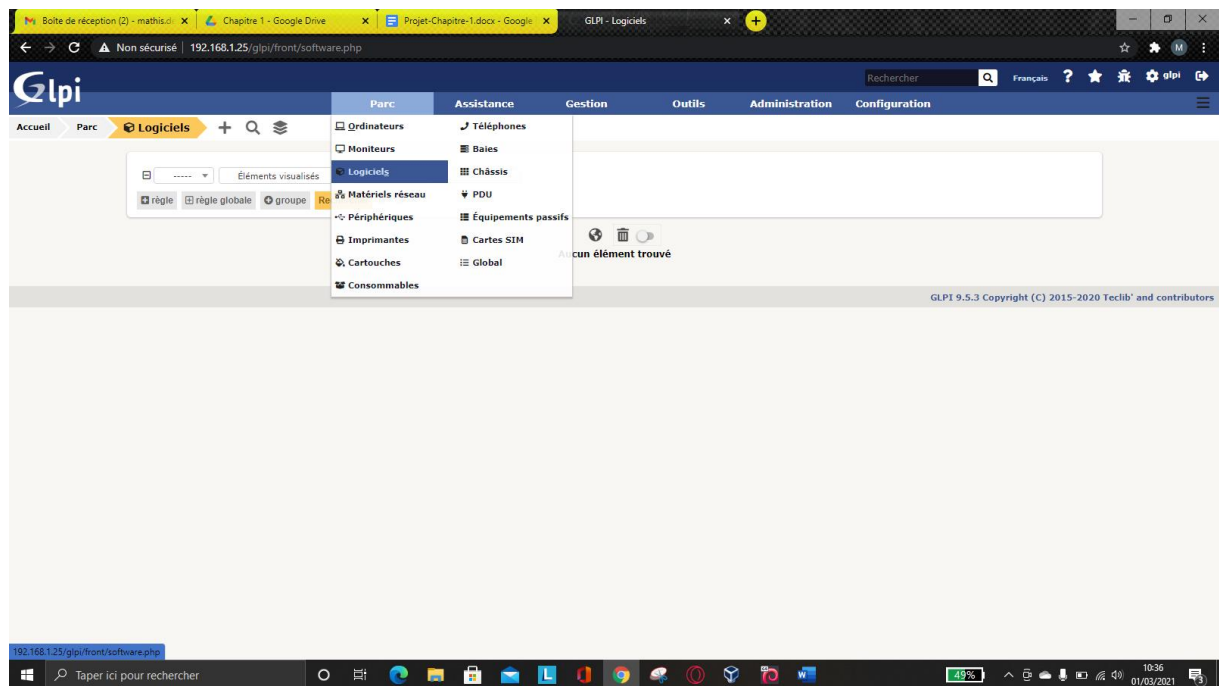 Boîte de réception (2) - mathis.d
Chapitre 1 - Google Drive
Projet-Chapitre-1.docx - Google
GLPI - Logiciels
Non sécurisé | 192.168.1.25/glpi/front/software.php
M
Glpi
Rechercher
Français
glpi
Parc
Assistance
Gestion
Outils
Administration
Configuration
Accueil
Parc
Logiciels
Ordinateurs
Téléphones
Moniteurs
Baies
Logiciels
Châssis
Matériels réseau
PDU
Périphériques
Équipements passifs
Imprimantes
Cartes SIM
Cartouches
Global
Consommables
-----
Éléments visualisés
règle
règle globale
groupe
Re
Aucun élément trouvé
GLPI 9.5.3 Copyright (C) 2015-2020 Teclib' and contributors
192.168.1.25/glpi/front/software.php
Taper ici pour rechercher
49%
10:36
01/03/2021